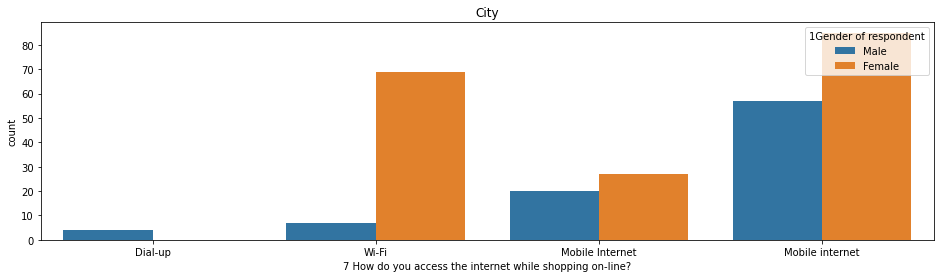 City
1Gender of respondent
Male
Female
count
80
70
60
50
40
30
20
10
0
Dial-up Wi-Fi Mobile Internet Mobile internet
7 How do you access the internet while shopping on-line?